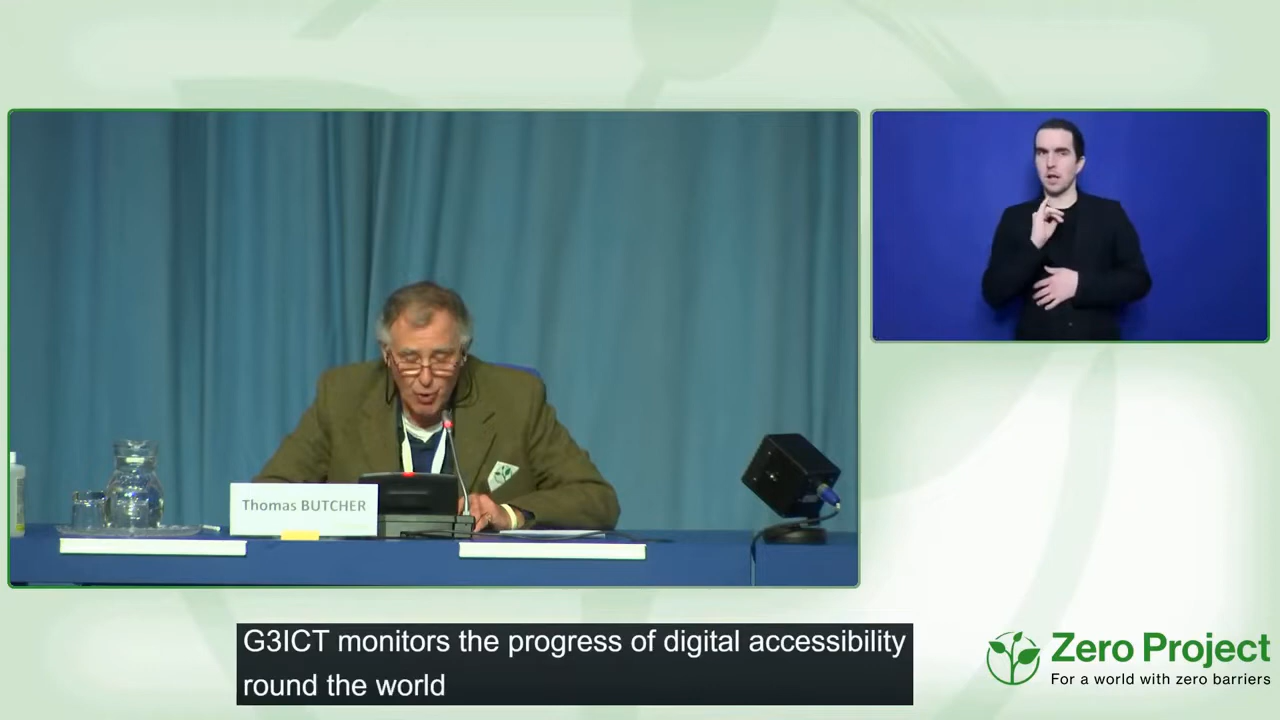 Thomas BUTCHER
G3ICT monitors the progress of digital accessibility
round the world
Zero Project
For a world with zero barriers